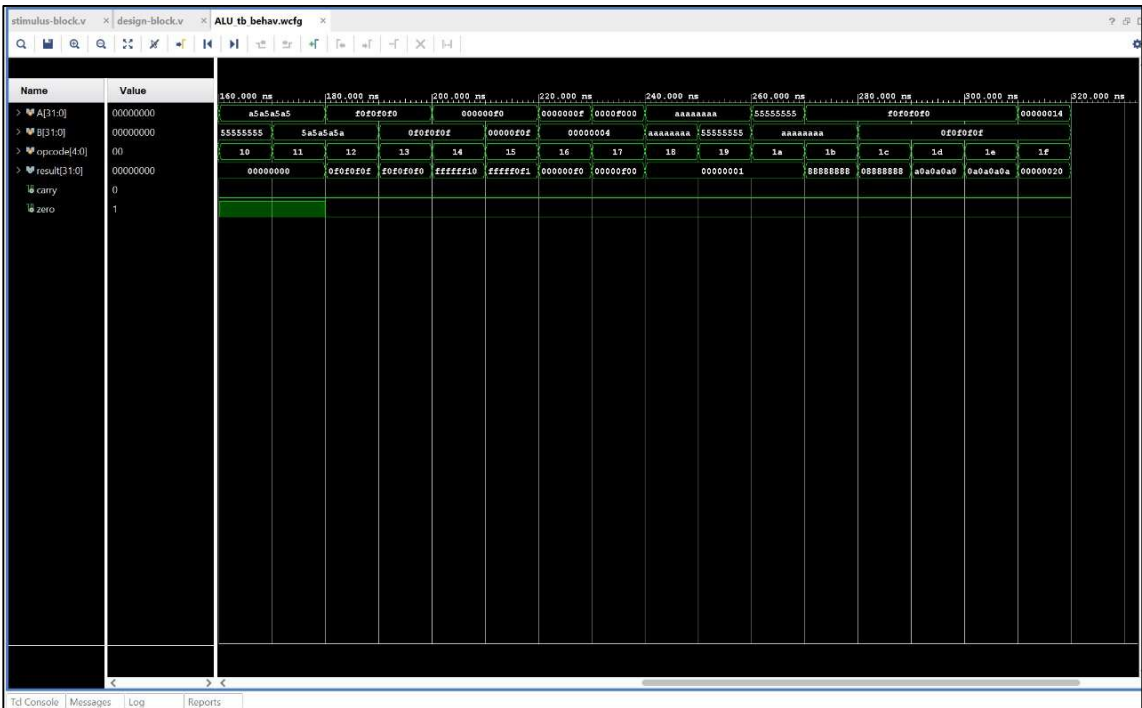 stimulus-block.v × design-block.v × ALU_tb_behav.wcfg ×
Name Value
160.000 ns 180.000 ns 200.000 ns 220.000 ns 240.000 ns 260.000 ns 280.000 ns 300.000 ns 320.000 ns
A[31:0] 00000000 a5a5a5a5 f0f0f0f0 000000f0 0000000f 0000f000 aaaaaaaa 55555555 f0f0f0f0 00000014
B[31:0] 00000000 55555555 5a5a5a5a 0f0f0f0f 00000f0f 00000004 aaaaaaaa 55555555 aaaaaaaa 0f0f0f0f
opcode[4:0] 00 10 11 12 13 14 15 16 17 18 19 1a 1b 1c 1d 1e 1f
result[31:0] 00000000 00000000 0f0f0f0f f0f0f0f0 ffffff10 fffff0f1 000000f0 00000f00 00000001 88888888 08888888 a0a0a0a0 0a0a0a0a 00000020
carry 0
zero 1
Tcl Console Messages Log Reports